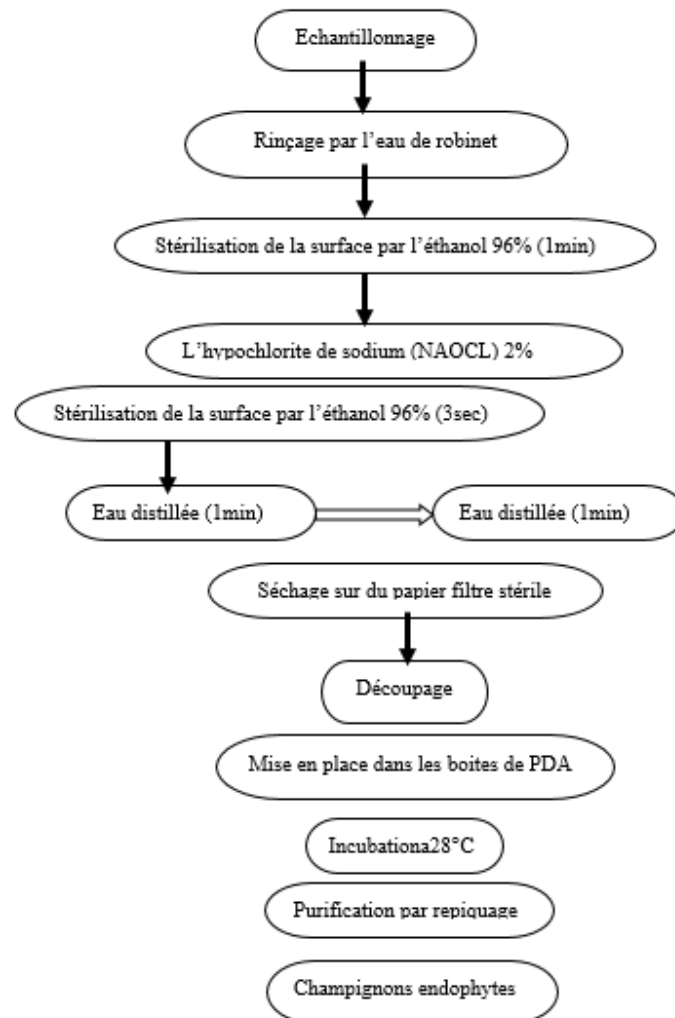 Echantillonnage
Rinçage par l'eau de robinet
Stérilisation de la surface par l'éthanol 96% (1min)
L'hypochlorite de sodium (NAOCL) 2%
Stérilisation de la surface par l'éthanol 96% (3sec)
Eau distillée (1min) Eau distillée (1min)
Séchage sur du papier filtre stérile
Découpage
Mise en place dans les boites de PDA
Incubationa28°C
Purification par repiquage
Champignons endophytes